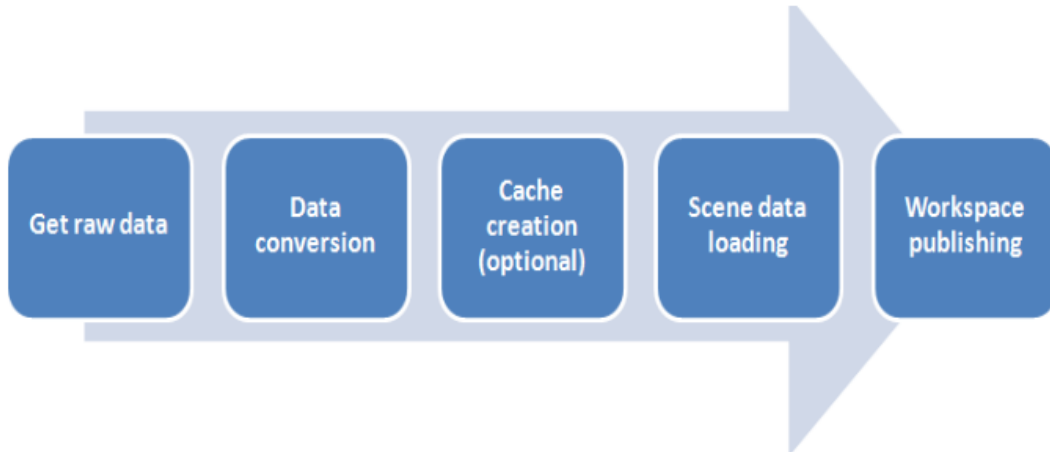 Get raw data
Data
conversion
Cache
creation
(optional)
Scene data
loading
Workspace
publishing